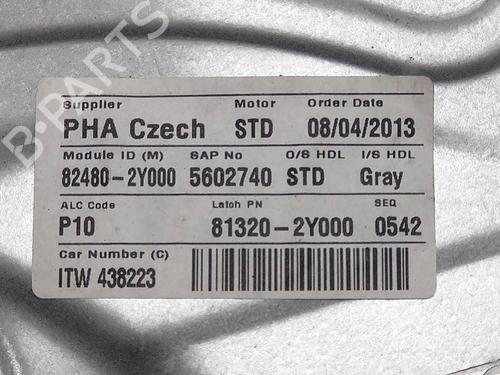 B-PARTS
Supplier Motor Order Date
PHA Czech STD 08/04/2013
Module ID (M) SAP No O/S HDL I/S HDL
82480-2Y000 5602740 STD Gray
ALC Code Latch PN SEQ
P10 81320-2Y000 0542
Car Number (C)
ITW 438223